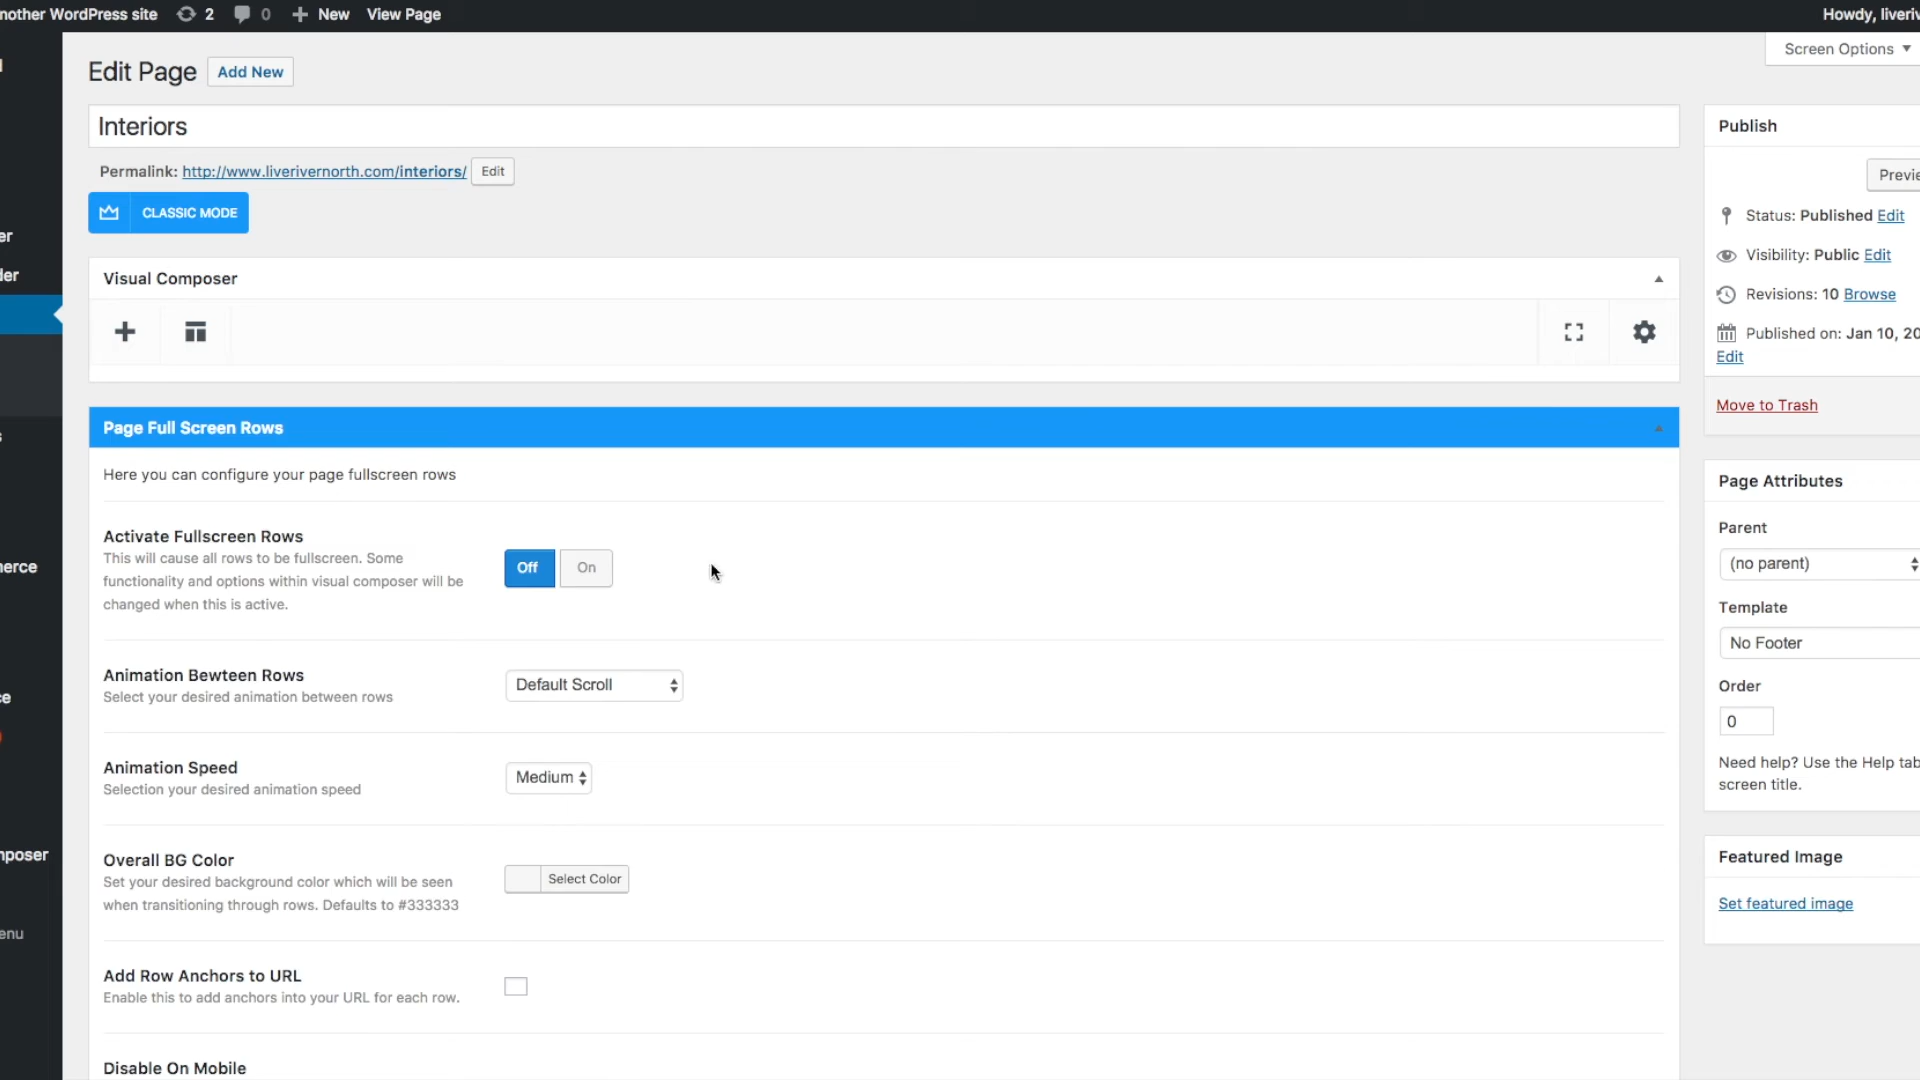 nother WordPress site 2 0 New View Page Howdy, liveriv
Screen Options
Edit Page Add New
Interiors
Permalink: http://www.liverivernorth.com/interiors/ Edit
CLASSIC MODE
Visual Composer
Page Full Screen Rows
Here you can configure your page fullscreen rows
Activate Fullscreen Rows
This will cause all rows to be fullscreen. Some
functionality and options within visual composer will be
changed when this is active.
Off On
Animation Bewteen Rows
Select your desired animation between rows
Default Scroll
Animation Speed
Selection your desired animation speed
Medium
Overall BG Color
Set your desired background color which will be seen
when transitioning through rows. Defaults to #333333
Select Color
Add Row Anchors to URL
Enable this to add anchors into your URL for each row.
Disable On Mobile
Publish
Previe
Status: Published Edit
Visibility: Public Edit
Revisions: 10 Browse
Published on: Jan 10, 20
Edit
Move to Trash
Page Attributes
Parent
(no parent)
Template
No Footer
Order
0
Need help? Use the Help tab
screen title.
Featured Image
Set featured image
er
der
merce
ce
mposer
enu